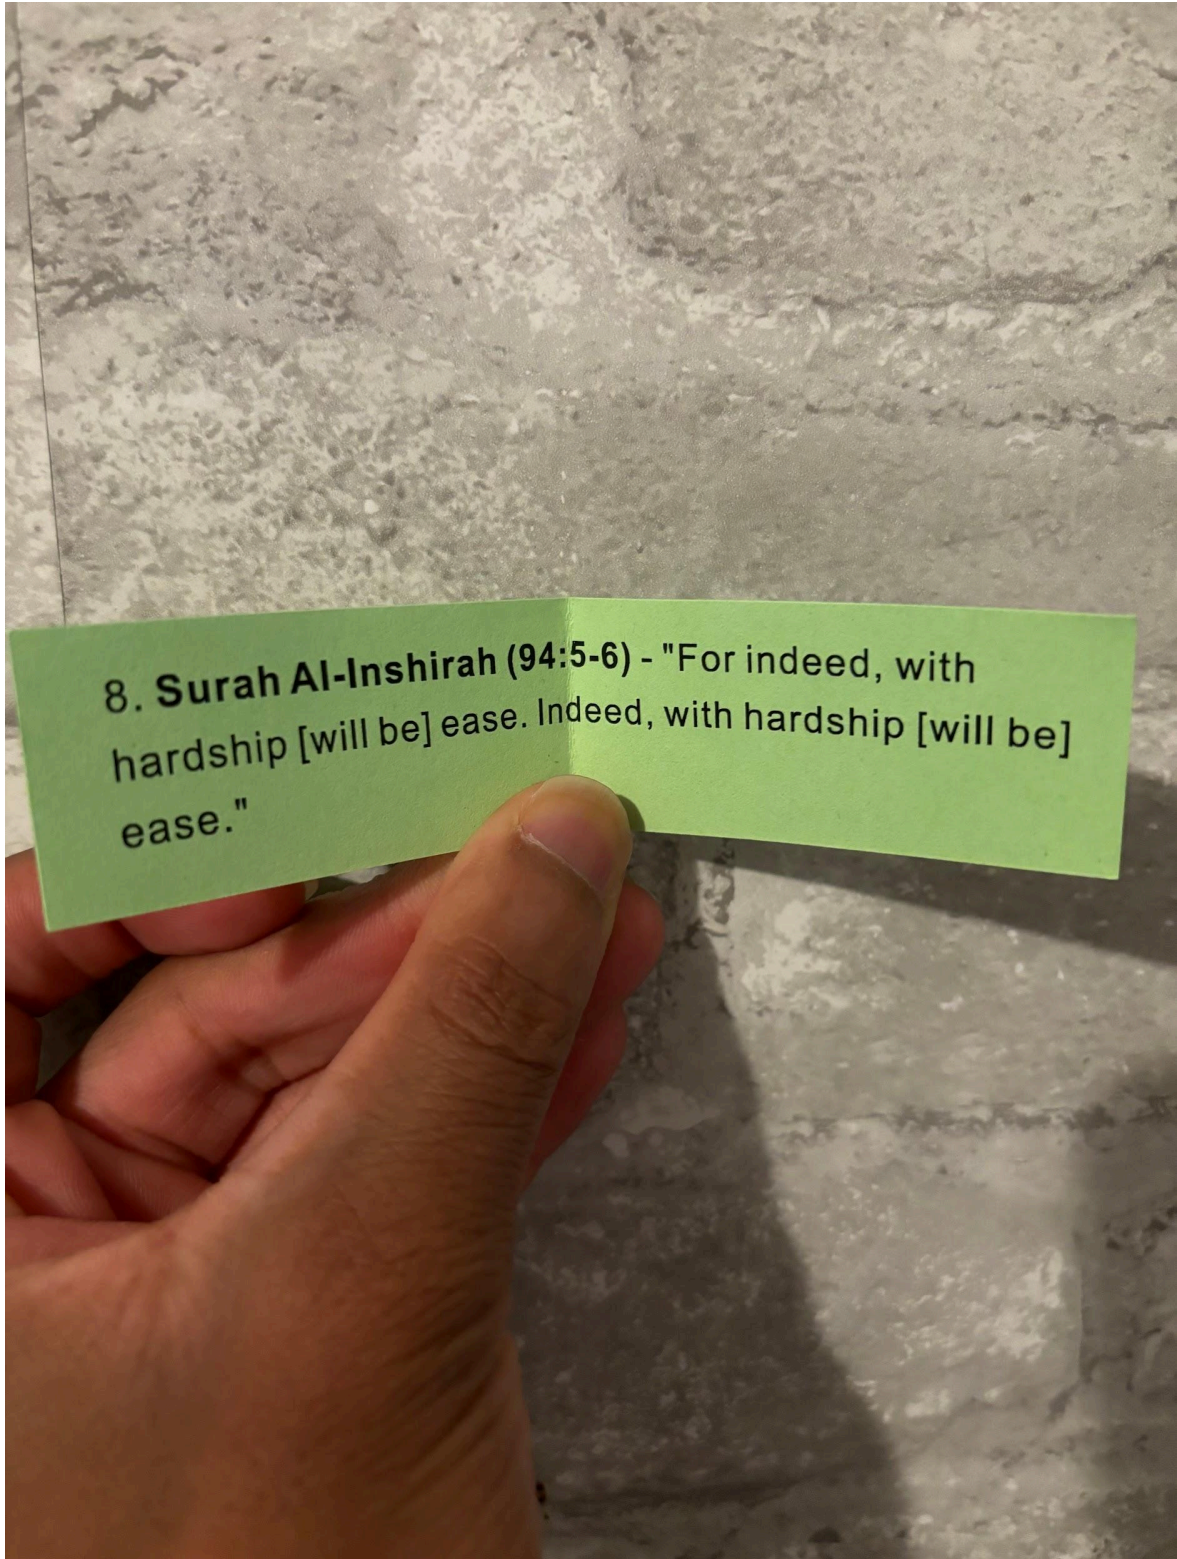 8. Surah Al-Inshirah (94:5-6) - "For indeed, with
hardship [will be] ease. Indeed, with hardship [will be]
ease."